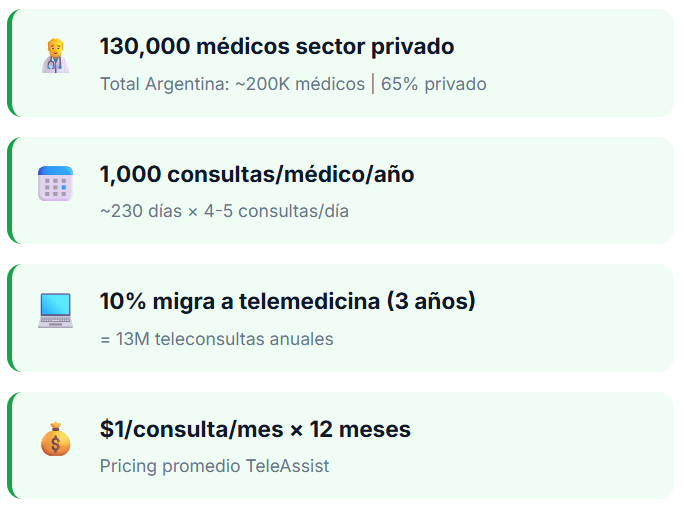 130,000 médicos sector privado
Total Argentina: ~200K médicos | 65% privado
1,000 consultas/médico/año
~230 días × 4-5 consultas/día
10% migra a telemedicina (3 años)
= 13M teleconsultas anuales
$1/consulta/mes × 12 meses
Pricing promedio TeleAssist